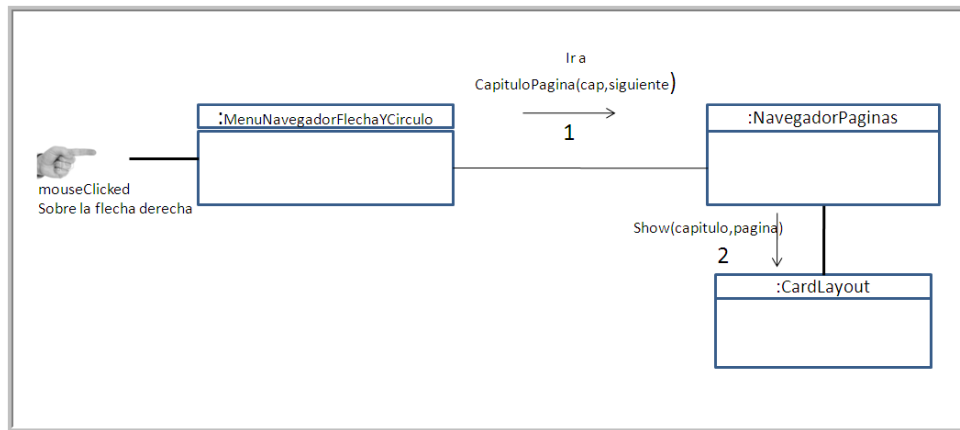 Ir a
CapituloPagina(cap,siguiente)
1
:MenuNavegadorFlechaYCirculo
:NavegadorPaginas
mouseClicked
Sobre la flecha derecha
Show(capitulo,pagina)
2
:CardLayout